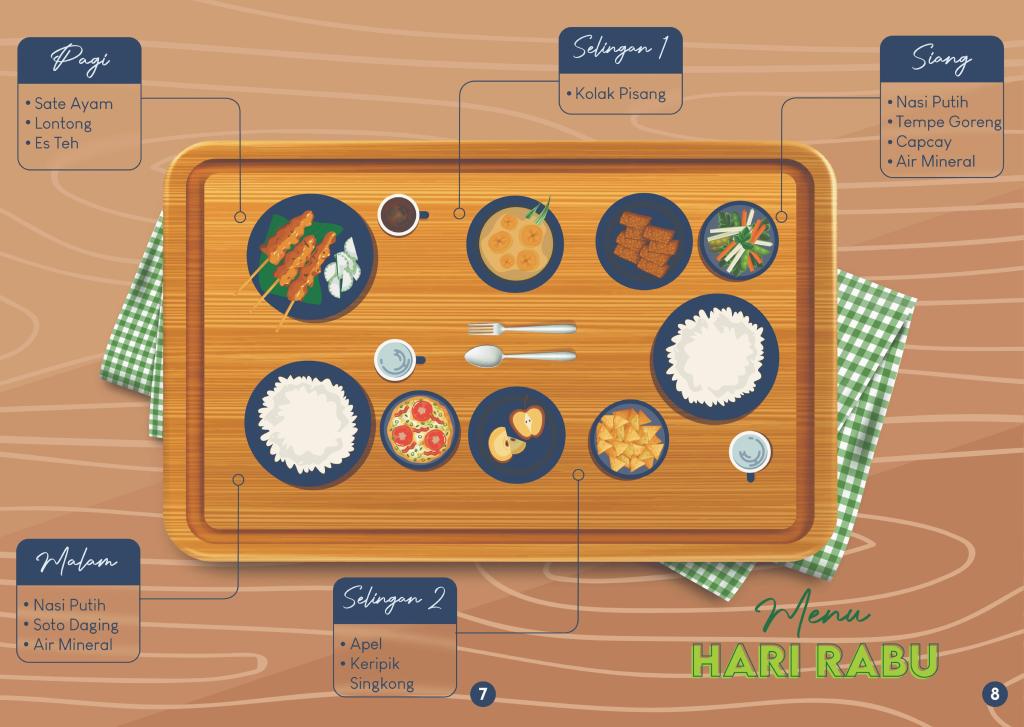 Pagi
• Sate Ayam
• Lontong
• Es Teh
Selingan 1
• Kolak Pisang
Siang
• Nasi Putih
• Tempe Goreng
• Capcay
• Air Mineral
Malam
• Nasi Putih
• Soto Daging
• Air Mineral
Selingan 2
• Apel
• Keripik
Singkong
Menu
HARI RABU
7
8